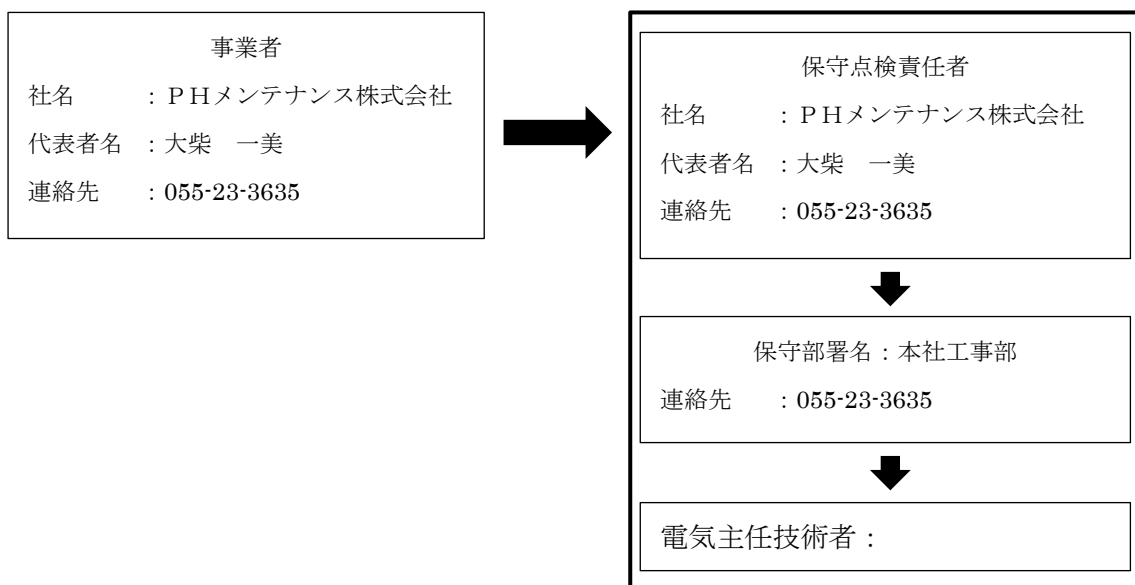 事業者
社名　　：ＰＨメンテナンス株式会社
代表者名　：大柴　一美
連絡先　　：055-23-3635
保守点検責任者
社名　　：ＰＨメンテナンス株式会社
代表者名　：大柴　一美
連絡先　　：055-23-3635
保守部署名：本社工事部
連絡先　　：055-23-3635
電気主任技術者：